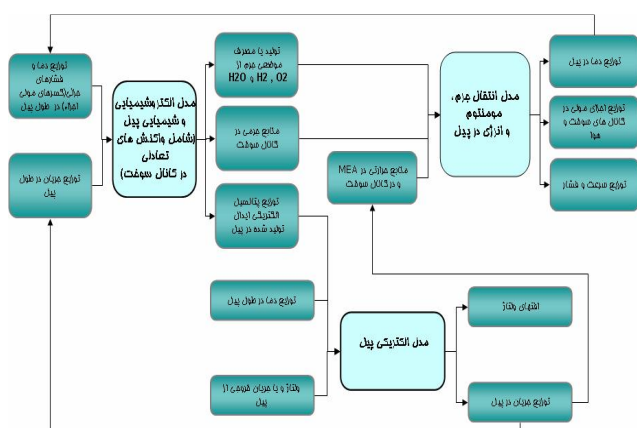 توزیع دما و
فشارهای
جزئی(کسرهای مولی
اجزاء) در طول پیل
توزیع جریان در طول
پیل
مدل الکتروشیمیایی
و شیمیایی پیل
(شامل واکنش های
تعادلی
در کانال سوخت)
تولید یا مصرف
موضعی جرم از
H2O و H2 , O2
منابع جرمی در
کانال سوخت
توزیع پتانسیل
الکتریکی ایدال
تولید شده در پیل
توزیع دما در طول پیل
ولتاژ و یا جریان خروجی از
پیل
منابع حرارتی در MEA
و در کانال سوخت
مدل انتقال جرم،
مومنتوم
و انرژی در پیل
مدل الکتریکی پیل
توزیع دما در پیل
توزیع اجزای مولی در
کانال های سوخت و
هوا
توزیع سرعت و فشار
افتهای ولتاژ
توزیع جریان در پیل